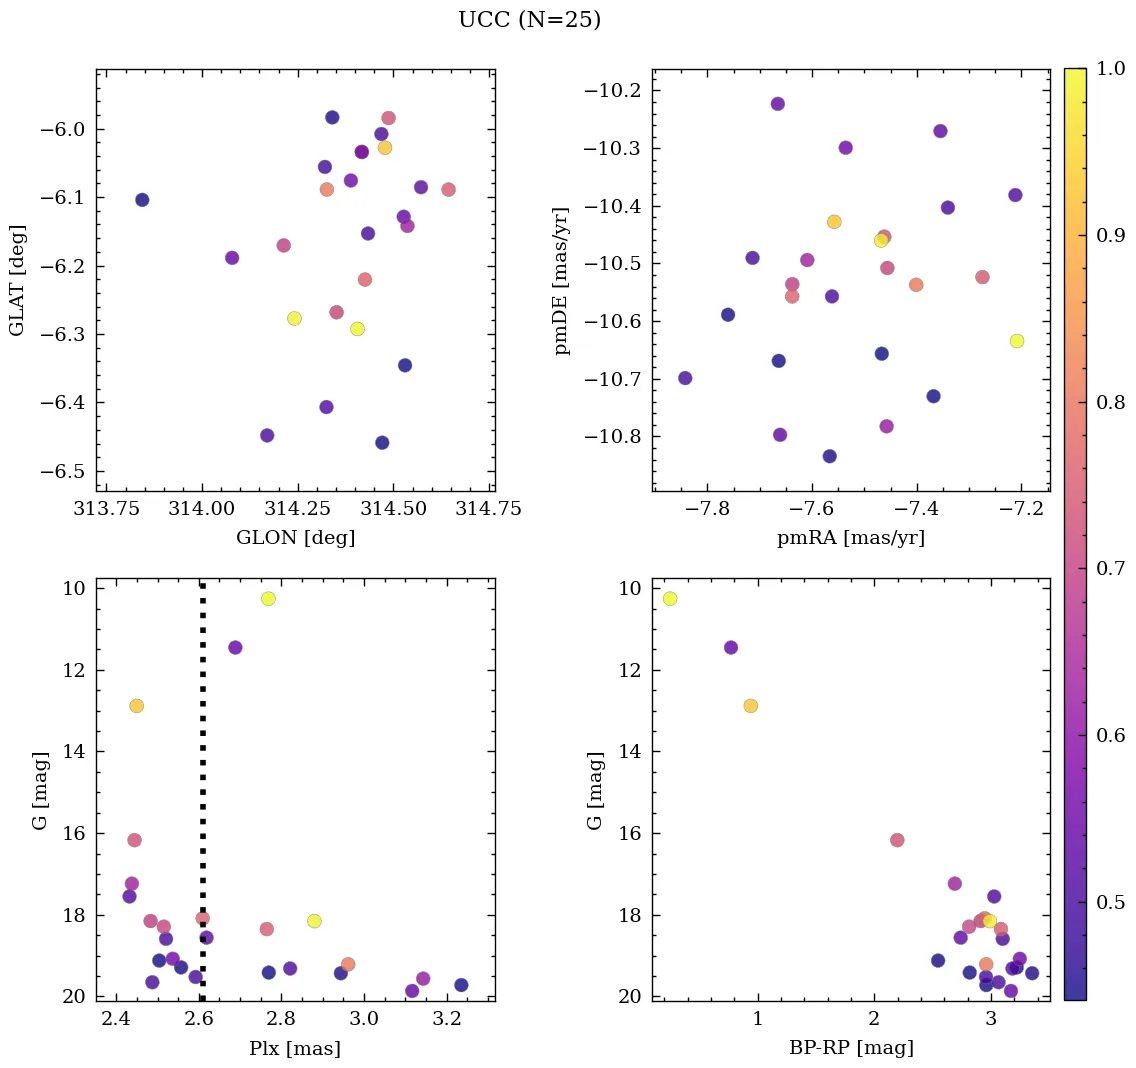 UCC (N=25)
−6.0
−6.1
−6.2
−6.3
−6.4
−6.5
GLAT [deg]
313.75 314.00 314.25 314.50 314.75
GLON [deg]
−10.2
−10.3
−10.4
−10.5
−10.6
−10.7
−10.8
pmDE [mas/yr]
−7.8 −7.6 −7.4 −7.2
pmRA [mas/yr]
1.0
0.9
0.8
0.7
0.6
0.5
10
12
14
16
18
20
G [mag]
2.4 2.6 2.8 3.0 3.2
Plx [mas]
10
12
14
16
18
20
G [mag]
1 2 3
BP-RP [mag]